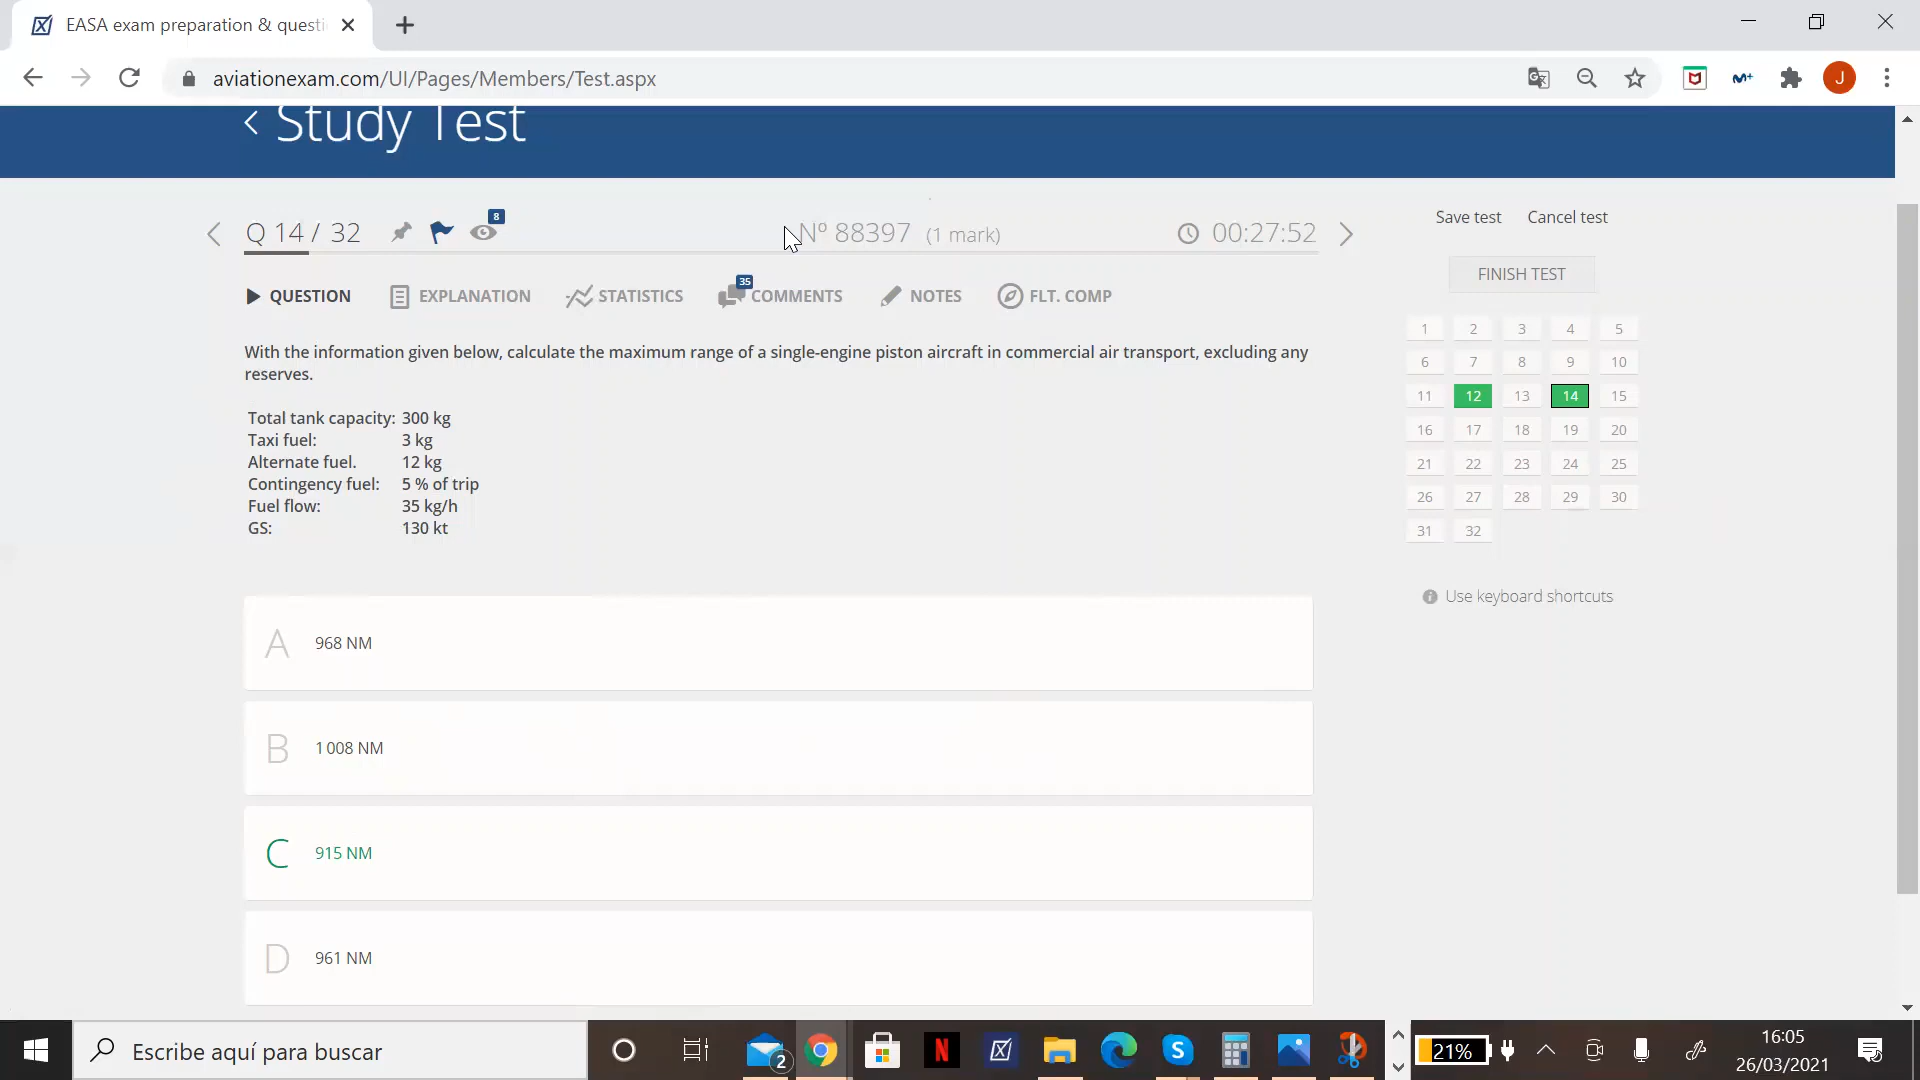 EASA exam preparation & questi
aviationexam.com/UI/Pages/Members/Test.aspx
J
Study Test
Q 14 / 32
8
Nº 88397 (1 mark)
00:27:52
Save test
Cancel test
FINISH TEST
QUESTION
EXPLANATION
STATISTICS
35
COMMENTS
NOTES
FLT. COMP
1 2 3 4 5
6 7 8 9 10
11 12 13 14 15
16 17 18 19 20
21 22 23 24 25
26 27 28 29 30
31 32
Use keyboard shortcuts
With the information given below, calculate the maximum range of a single-engine piston aircraft in commercial air transport, excluding any
reserves.
Total tank capacity: 300 kg
Taxi fuel: 3 kg
Alternate fuel. 12 kg
Contingency fuel: 5 % of trip
Fuel flow: 35 kg/h
GS: 130 kt
A 968 NM
B 1 008 NM
C 915 NM
D 961 NM
Escribe aquí para buscar
2
N
S
21%
16:05
26/03/2021